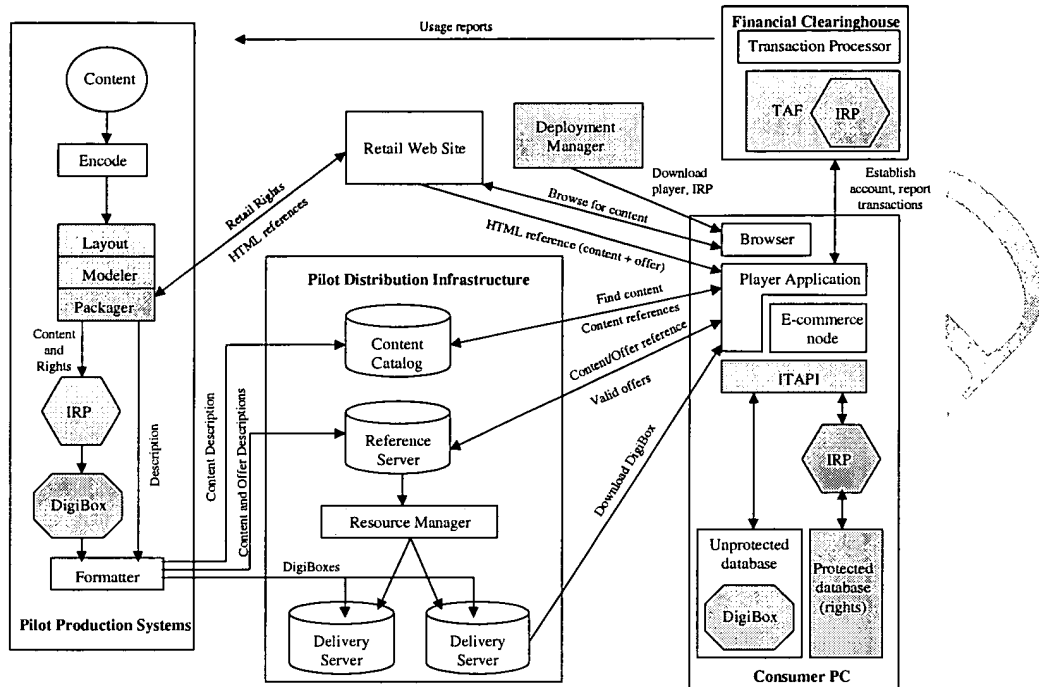 Usage reports
Financial Clearinghouse
Transaction Processor
TAF
IRP
Content
Encode
Layout
Modeler
Packager
Content
and
Rights
IRP
DigiBox
Description
Formatter
Pilot Production Systems
Retail Rights
HTML references
Retail Web Site
Deployment
Manager
Download
player, IRP
Browse for content
HTML reference (content + offer)
Establish
account, report
transactions
Pilot Distribution Infrastructure
Content
Catalog
Reference
Server
Resource Manager
Delivery
Server
Delivery
Server
Content Description
Content and Offer Descriptions
DigiBoxes
Find content
Content references
Content/Offer reference
Valid offers
Download DigiBox
Browser
Player Application
E-commerce
node
ITAPI
IRP
Unprotected
database
DigiBox
Protected
database
(rights)
Consumer PC